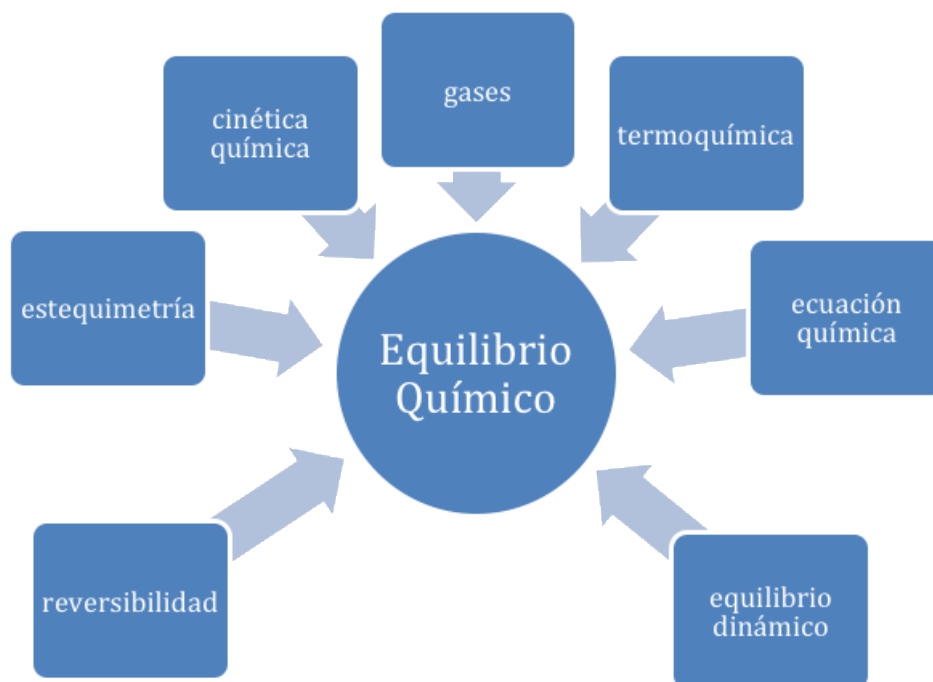 gases
cinética
química
termoquímica
estequimetría
ecuación
química
Equilibrio
Químico
reversibilidad
equilibrio
dinámico